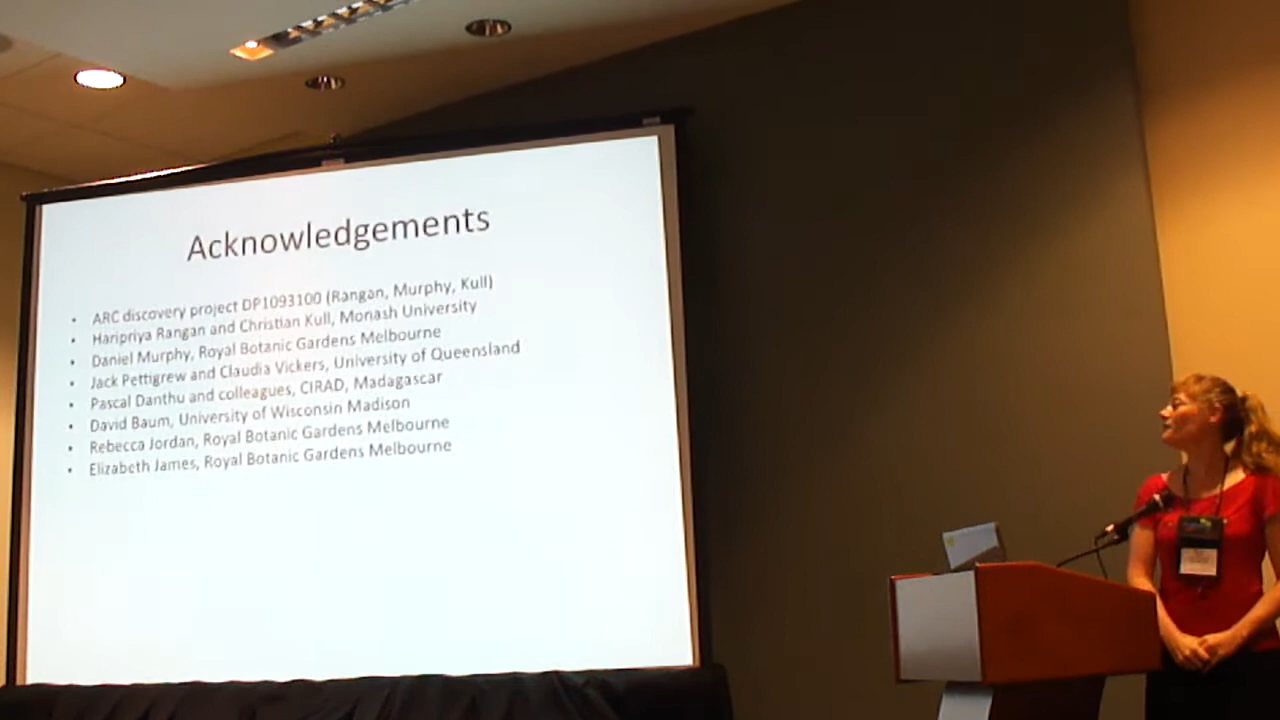 Acknowledgements
• ARC discovery project DP1093100 (Rangan, Murphy, Kull)
• Haripriya Rangan and Christian Kull, Monash University
• Daniel Murphy, Royal Botanic Gardens Melbourne
• Jack Pettigrew and Claudia Vickers, University of Queensland
• Pascal Danthu and colleagues, CIRAD, Madagascar
• David Baum, University of Wisconsin Madison
• Rebecca Jordan, Royal Botanic Gardens Melbourne
• Elizabeth James, Royal Botanic Gardens Melbourne